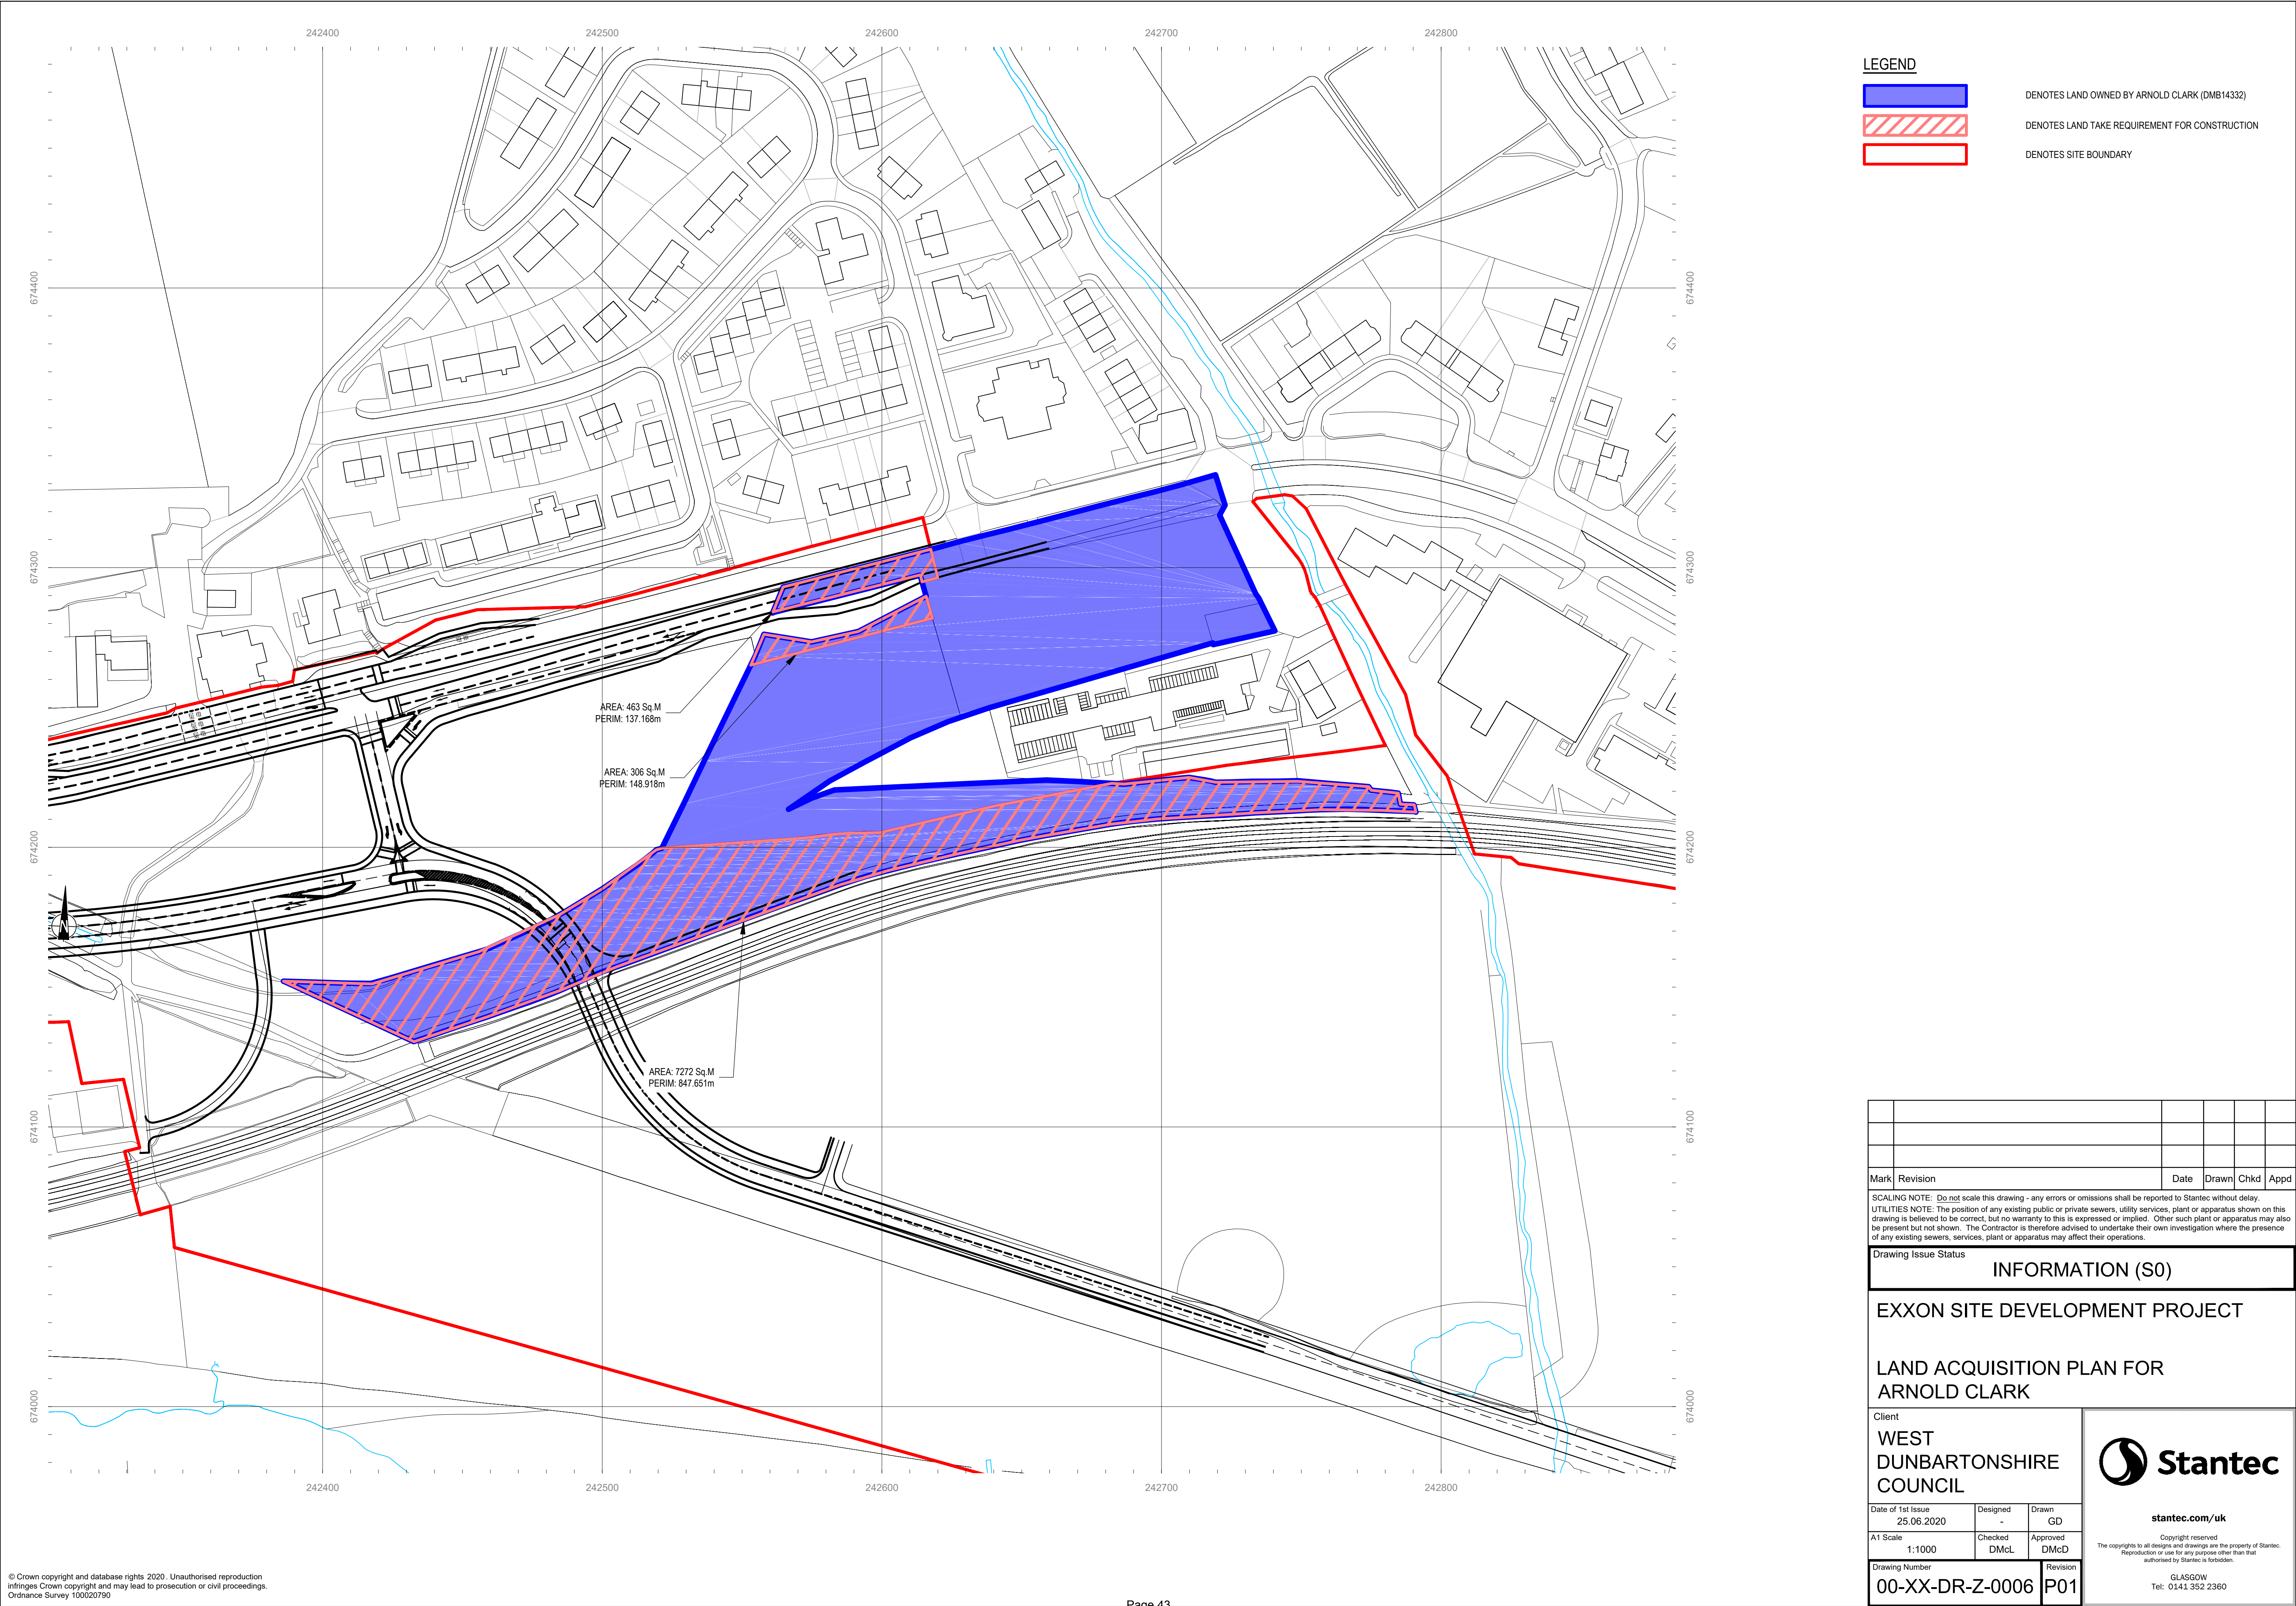 242400
242500
242600
242700
242800
674400
674300
674200
674100
674000
674400
674300
674200
674100
674000
AREA: 463 Sq.M
PERIM: 137.168m
AREA: 306 Sq.M
PERIM: 148.918m
AREA: 7272 Sq.M
PERIM: 847.651m
N
242400
242500
242600
242700
242800
© Crown copyright and database rights 2020. Unauthorised reproduction
infringes Crown copyright and may lead to prosecution or civil proceedings.
Ordnance Survey 100020790
Page 43
LEGEND
DENOTES LAND OWNED BY ARNOLD CLARK (DMB14332)
DENOTES LAND TAKE REQUIREMENT FOR CONSTRUCTION
DENOTES SITE BOUNDARY
Mark Revision Date Drawn Chkd Appd
SCALING NOTE: Do not scale this drawing - any errors or omissions shall be reported to Stantec without delay.
UTILITIES NOTE: The position of any existing public or private sewers, utility services, plant or apparatus shown on this
drawing is believed to be correct, but no warranty to this is expressed or implied. Other such plant or apparatus may also
be present but not shown. The Contractor is therefore advised to undertake their own investigation where the presence
of any existing sewers, services, plant or apparatus may affect their operations.
Drawing Issue Status
INFORMATION (S0)
EXXON SITE DEVELOPMENT PROJECT
LAND ACQUISITION PLAN FOR
ARNOLD CLARK
Client
WEST
DUNBARTONSHIRE
COUNCIL
Date of 1st Issue Designed Drawn
25.06.2020 - GD
A1 Scale Checked Approved
1:1000 DMcL DMcD
Drawing Number Revision
00-XX-DR-Z-0006 P01
Stantec
stantec.com/uk
Copyright reserved
The copyrights to all designs and drawings are the property of Stantec.
Reproduction or use for any purpose other than that
authorised by Stantec is forbidden.
GLASGOW
Tel: 0141 352 2360